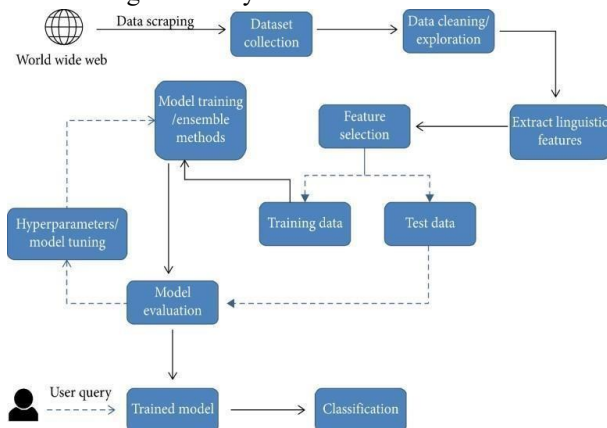 Data scraping
World wide web
Dataset
collection
Data cleaning/
exploration
Model training
/ensemble
methods
Feature
selection
Extract linguistic
features
Hyperparameters/
model tuning
Training data
Test data
Model
evaluation
User query
Trained model
Classification